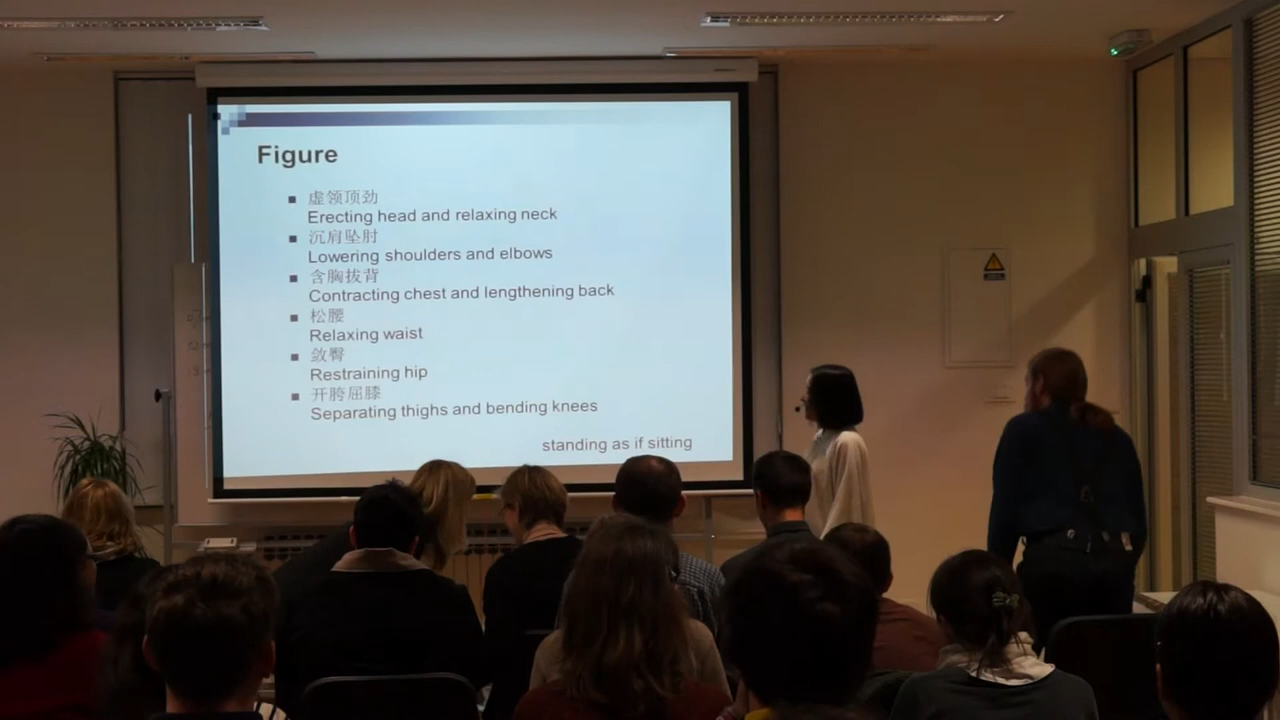 Figure
虚领顶劲
Erecting head and relaxing neck
沉肩坠肘
Lowering shoulders and elbows
含胸拔背
Contracting chest and lengthening back
松腰
Relaxing waist
敛臀
Restraining hip
开胯屈膝
Separating thighs and bending knees
standing as if sitting